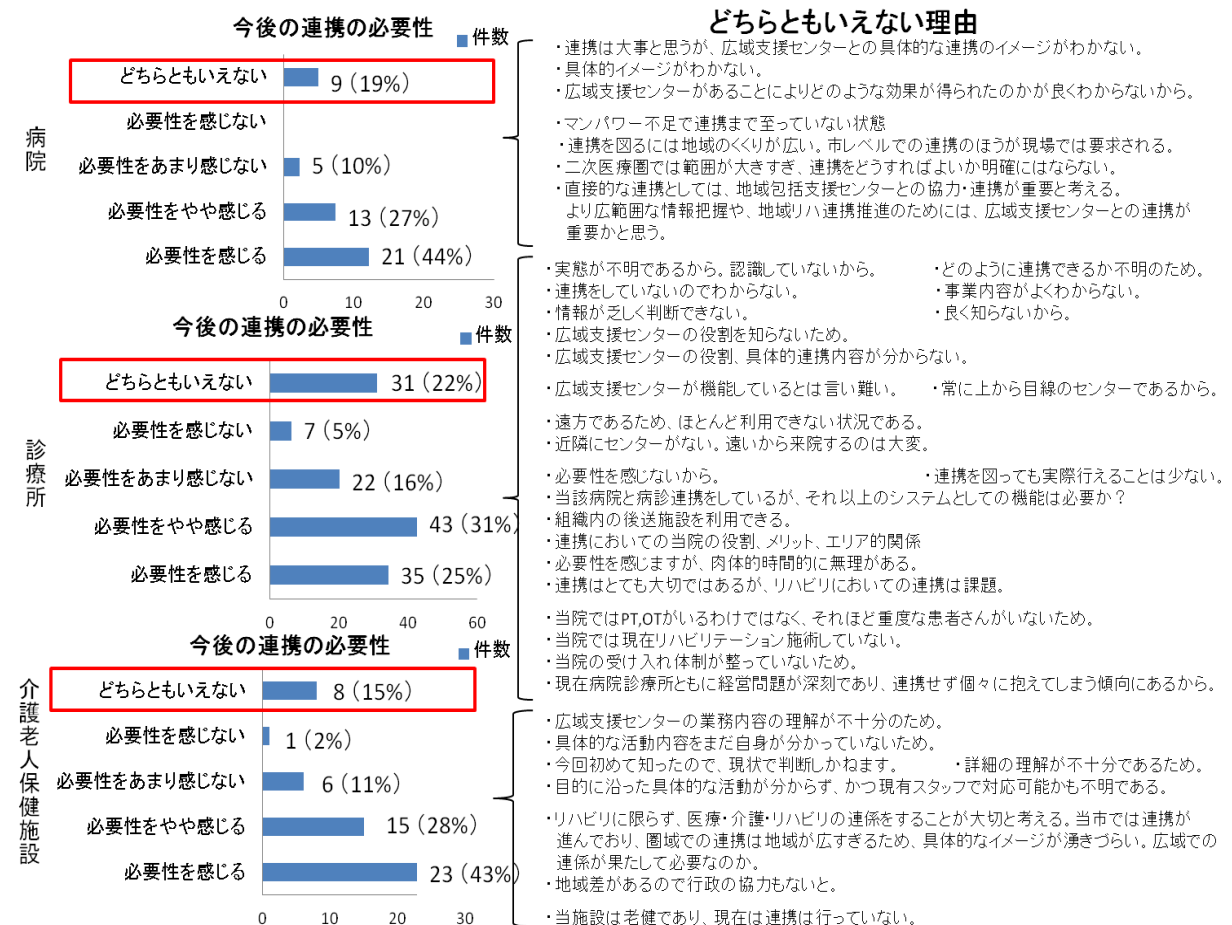 今後の連携の必要性
件数
病院
どちらともいえない 9（19%）
必要性を感じない
必要性をあまり感じない 5（10%）
必要性をやや感じる 13（27%）
必要性を感じる 21（44%）
0 10 20 30
今後の連携の必要性
件数
診療所
どちらともいえない 31（22%）
必要性を感じない 7（5%）
必要性をあまり感じない 22（16%）
必要性をやや感じる 43（31%）
必要性を感じる 35（25%）
0 20 40 60
今後の連携の必要性
件数
介護老人保健施設
どちらともいえない 8（15%）
必要性を感じない 1（2%）
必要性をあまり感じない 6（11%）
必要性をやや感じる 15（28%）
必要性を感じる 23（43%）
0 10 20 30
どちらともいえない理由
・連携は大事と思うが、広域支援センターとの具体的な連携のイメージがわかない。
・具体的イメージがわかない。
・広域支援センターがあることによりどのような効果が得られたのかが良くわからないから。
・マンパワー不足で連携まで至っていない状態
・連携を図るには地域のくくりが広い。市レベルでの連携のほうが現場では要求される。
・二次医療圏では範囲が大きすぎ、連携をどうすればよいか明確にはならない。
・直接的な連携としては、地域包括支援センターとの協力・連携が重要と考える。
より広範囲な情報把握や、地域リハ連携推進のためには、広域支援センターとの連携が
重要かと思う。
・実態が不明であるから。認識していないから。 ・どのように連携できるか不明のため。
・連携をしていないのでわからない。 ・事業内容がよくわからない。
・情報が乏しく判断できない。 ・良く知らないから。
・広域支援センターの役割を知らないため。
・広域支援センターの役割、具体的連携内容が分からない。
・広域支援センターが機能しているとは言い難い。 ・常に上から目線のセンターであるから。
・遠方であるため、ほとんど利用できない状況である。
・近隣にセンターがない。遠いから来院するのは大変。
・必要性を感じないから。 ・連携を図っても実際行えることは少ない。
・当該病院と病診連携をしているが、それ以上のシステムとしての機能は必要か？
・組織内の後送施設を利用できる。
・連携においての当院の役割、メリット、エリア的関係
・必要性を感じますが、肉体的時間的に無理がある。
・連携はとても大切ではあるが、リハビリにおいての連携は課題。
・当院ではPT,OTがいるわけではなく、それほど重度な患者さんがいないため。
・当院では現在リハビリテーション施術していない。
・当院の受け入れ体制が整っていないため。
・現在病院診療所ともに経営問題が深刻であり、連携せず個々に抱えてしまう傾向にあるから。
・広域支援センターの業務内容の理解が不十分のため。
・具体的な活動内容をまだ自身が分かっていないため。
・今回初めて知ったので、現状で判断しかねます。 ・詳細の理解が不十分であるため。
・目的に沿った具体的な活動が分からず、かつ現有スタッフで対応可能かも不明である。
・リハビリに限らず、医療・介護・リハビリの連係をすることが大切と考える。当市では連携が
進んでおり、圏域での連携は地域が広すぎるため、具体的なイメージが湧きづらい。広域での
連係が果たして必要なのか。
・地域差があるので行政の協力もないと。
・当施設は老健であり、現在は連携は行っていない。